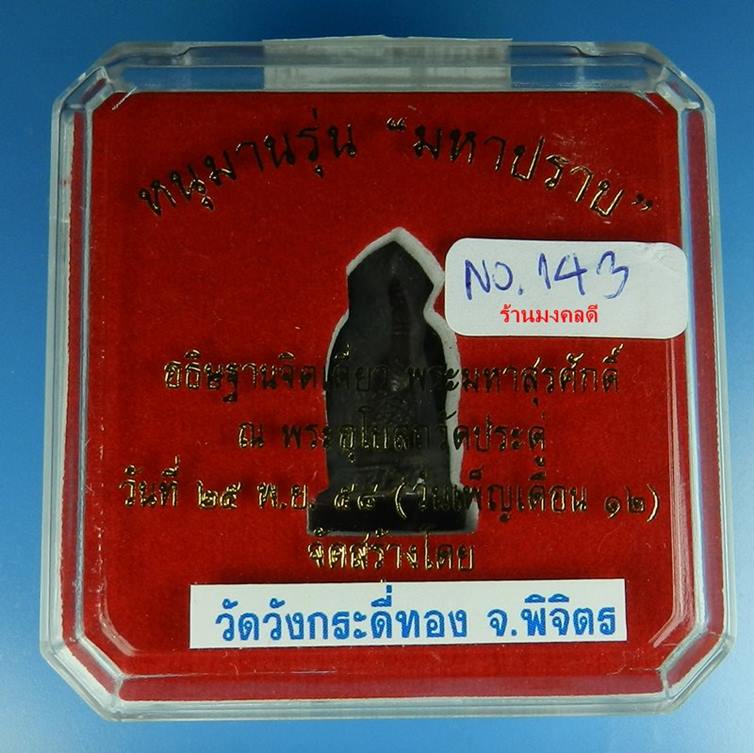 หนุมานรุ่น "มหาปราบ"
NO. 143
ร้านมงคลดี
อธิษฐานจิตเดี่ยว พระมหาสุรศักดิ์
ณ พระอุโบสถวัดประดู่
วันที่ ๒๕ พ.ย. ๕๘ (วันเพ็ญเดือน ๑๒)
จัดสร้างโดย
วัดวังกระดี่ทอง จ.พิจิตร